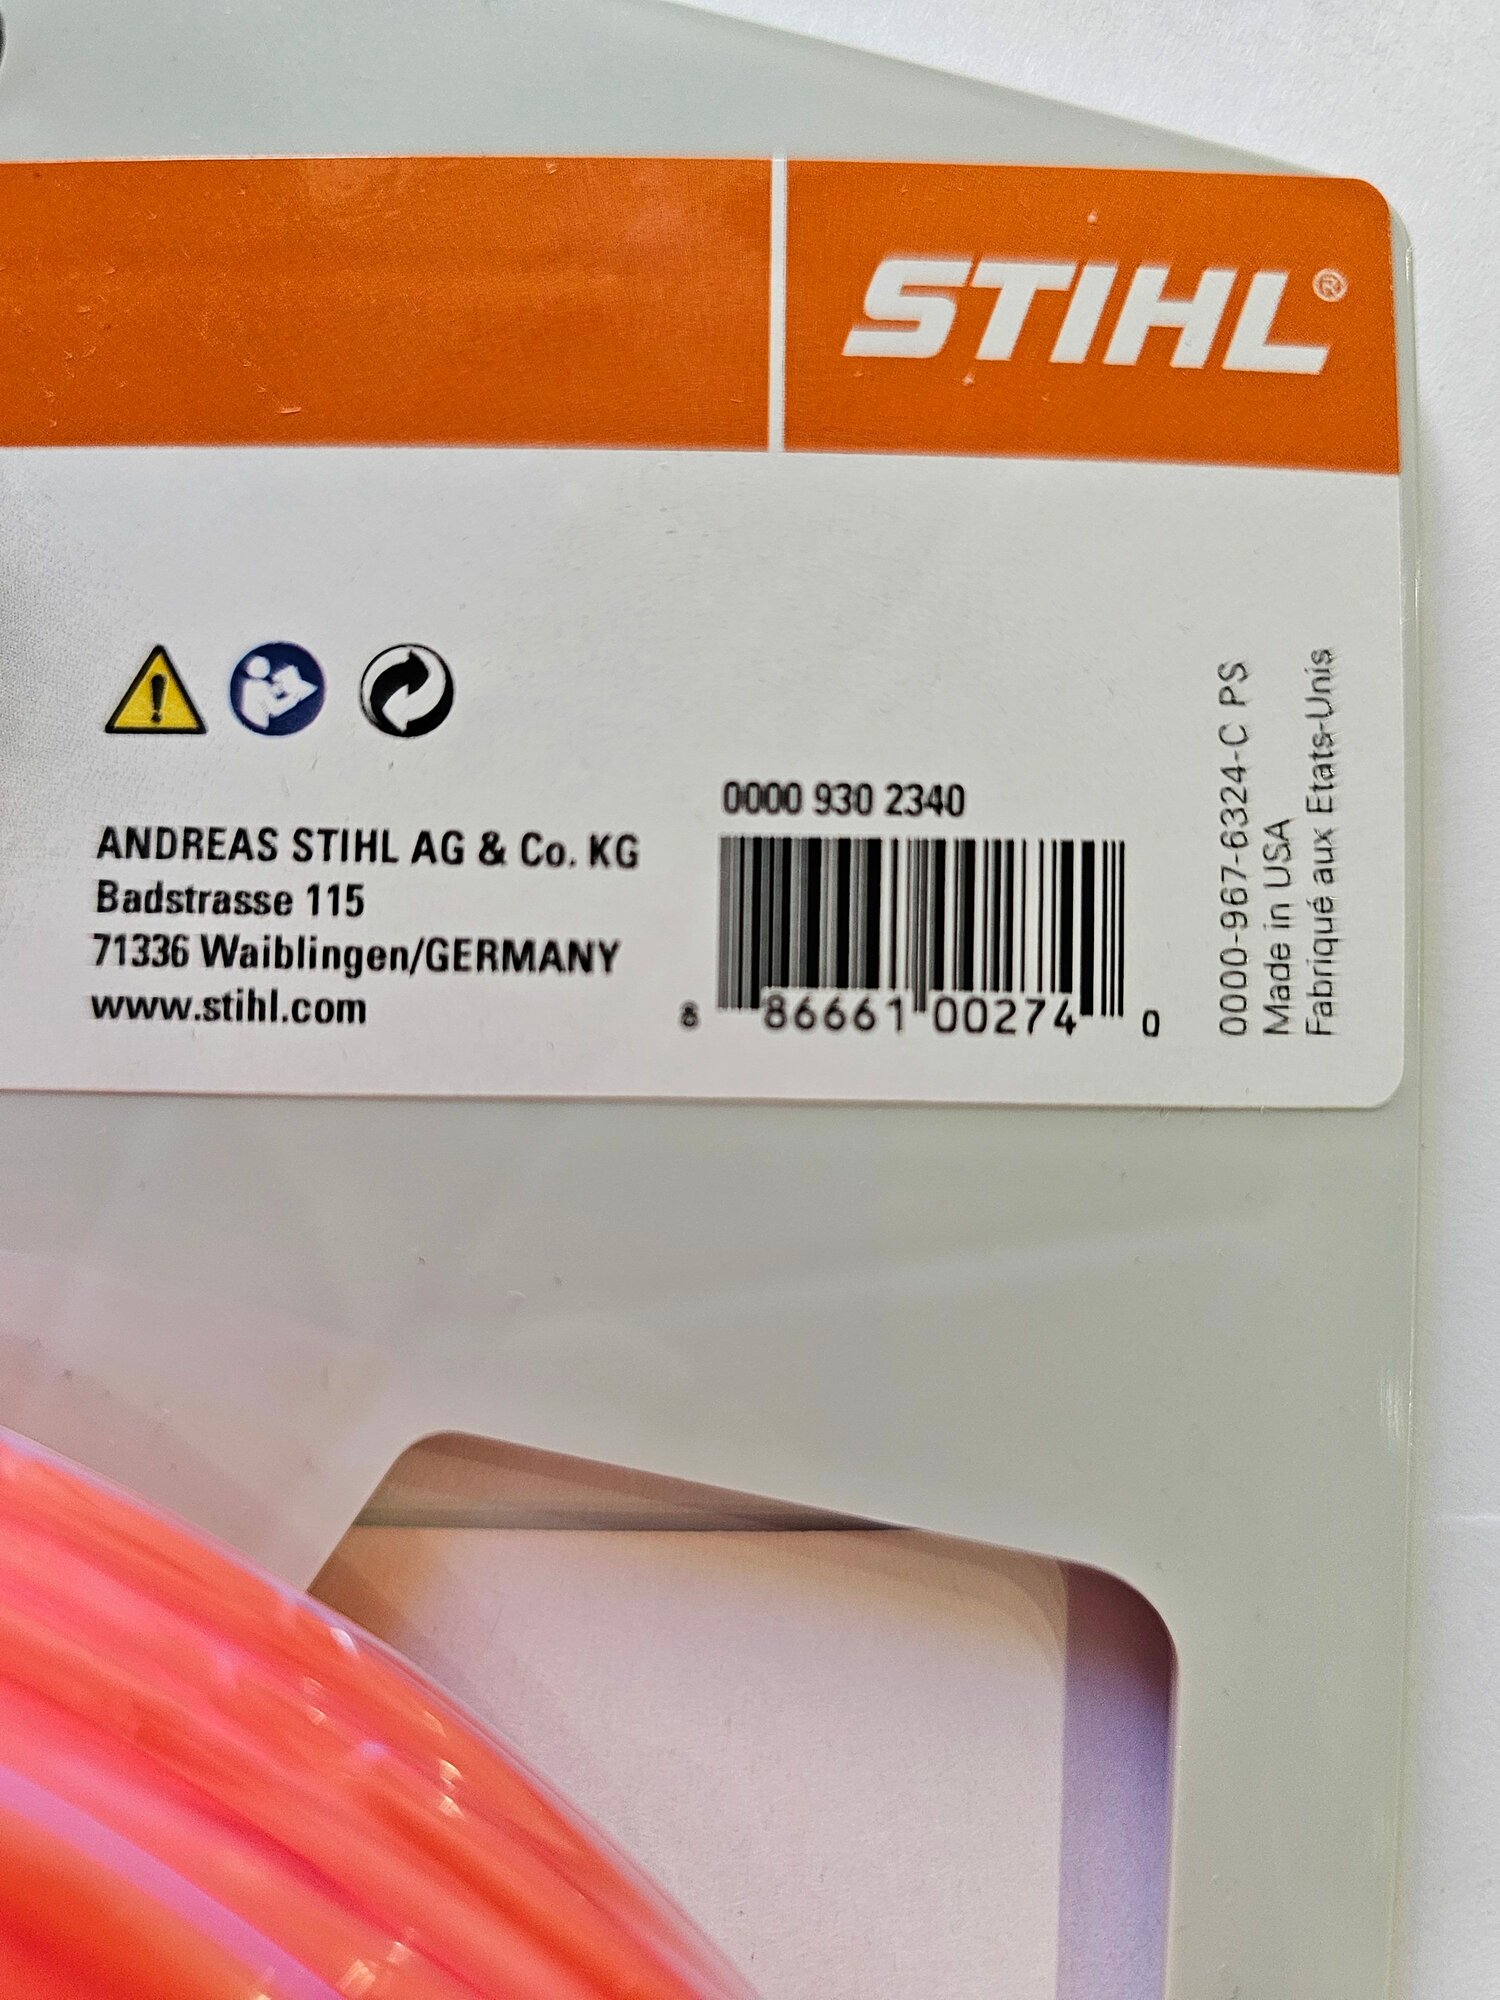 STIHL®
ANDREAS STIHL AG & Co. KG
Badstrasse 115
71336 Waiblingen/GERMANY
www.stihl.com
0000 930 2340
8 86661 00274 0
0000-967-6324-C PS
Made in USA
Fabriqué aux Etats-Unis